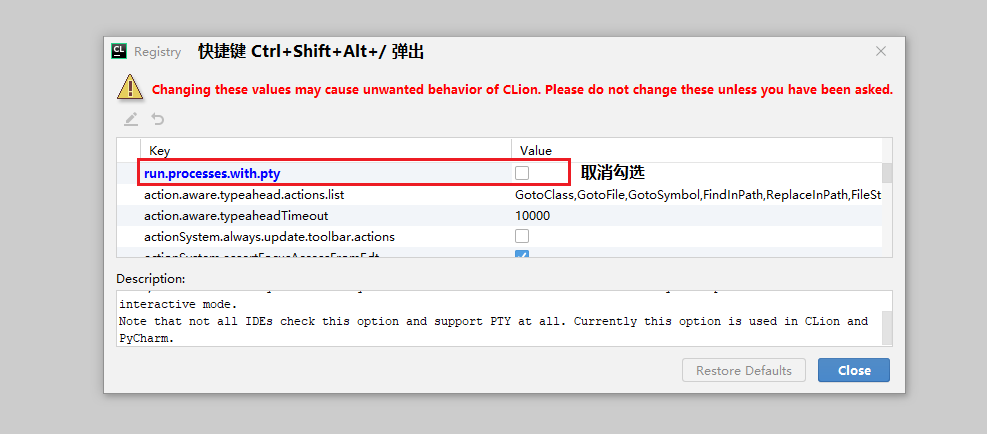 CL
Registry 快捷键 Ctrl+Shift+Alt+/ 弹出
Changing these values may cause unwanted behavior of CLion. Please do not change these unless you have been asked.
Key Value
run.processes.with.pty 取消勾选
action.aware.typeahead.actions.list GotoClass,GotoFile,GotoSymbol,FindInPath,ReplaceInPath,FileSt
action.aware.typeaheadTimeout 10000
actionSystem.always.update.toolbar.actions
actionSystem.assertFocusAccessFromEdt
Description:
interactive mode.
Note that not all IDEs check this option and support PTY at all. Currently this option is used in CLion and
PyCharm.
Restore Defaults Close